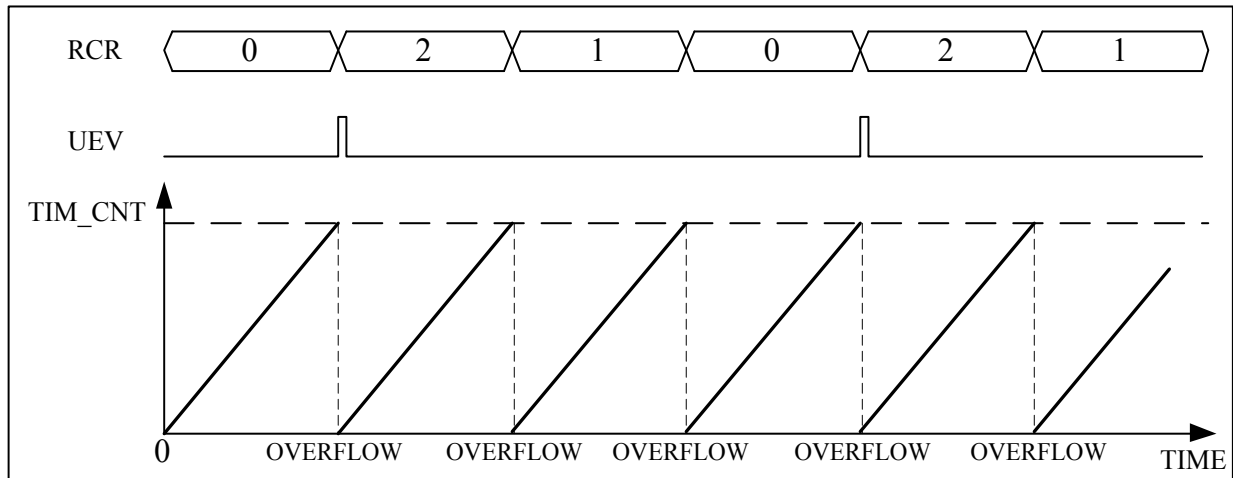 RCR 0 2 1 0 2 1
UEV
TIM_CNT
0 OVERFLOW OVERFLOW OVERFLOW OVERFLOW OVERFLOW
TIME